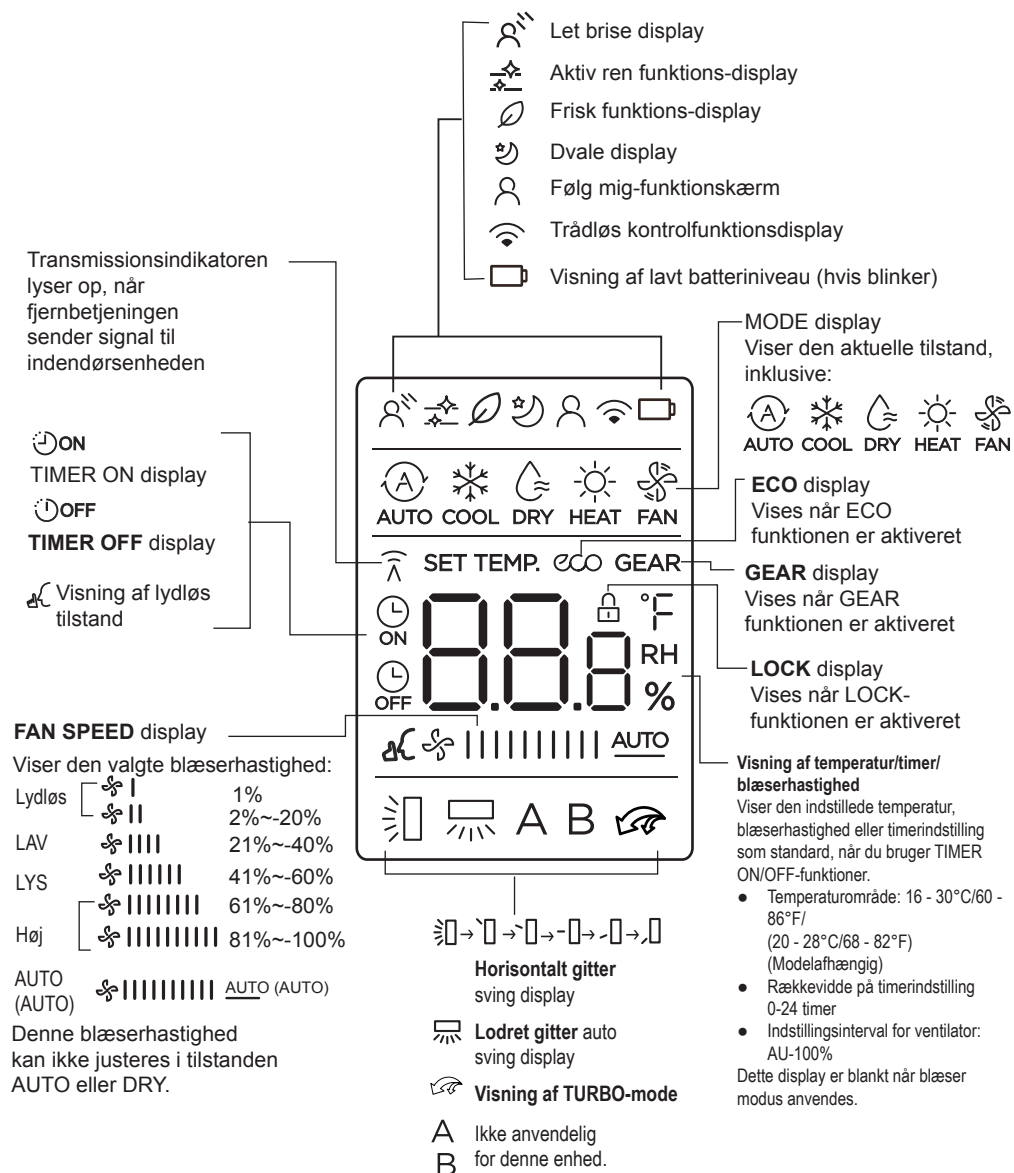 Let brise display
Aktiv ren funktions-display
Frisk funktions-display
Dvale display
Følg mig-funktionskærm
Trådløs kontrolfunktionsdisplay
Visning af lavt batteriniveau (hvis blinker)
Transmissionsindikatoren
lyser op, når
fjernbetjeningen
sender signal til
indendørsenheden
ON
TIMER ON display
OFF
TIMER OFF display
Visning af lydløs
tilstand
MODE display
Viser den aktuelle tilstand,
inklusive:
A
AUTO COOL DRY HEAT FAN
ECO display
Vises når ECO
funktionen er aktiveret
GEAR display
Vises når GEAR
funktionen er aktiveret
LOCK display
Vises når LOCK-
funktionen er aktiveret
A
AUTO COOL DRY HEAT FAN
SET TEMP. eco GEAR
ON
OFF
88.8
°F
RH
%
AUTO
A B
FAN SPEED display
Viser den valgte blæserhastighed:
Lydløs 1%
2%~-20%
LAV 21%~-40%
LYS 41%~-60%
61%~-80%
Høj 81%~-100%
AUTO
(AUTO) AUTO (AUTO)
Denne blæserhastighed
kan ikke justeres i tilstanden
AUTO eller DRY.
Horisontalt gitter
sving display
Lodret gitter auto
sving display
Visning af TURBO-mode
A Ikke anvendelig
B for denne enhed.
Visning af temperatur/timer/
blæserhastighed
Viser den indstillede temperatur,
blæserhastighed eller timerindstilling
som standard, når du bruger TIMER
ON/OFF-funktioner.
● Temperaturområde: 16 - 30°C/60 -
86°F/
(20 - 28°C/68 - 82°F)
(Modelafhængig)
● Rækkevidde på timerindstilling
0-24 timer
● Indstillingsinterval for ventilator:
AU-100%
Dette display er blankt når blæser
modus anvendes.